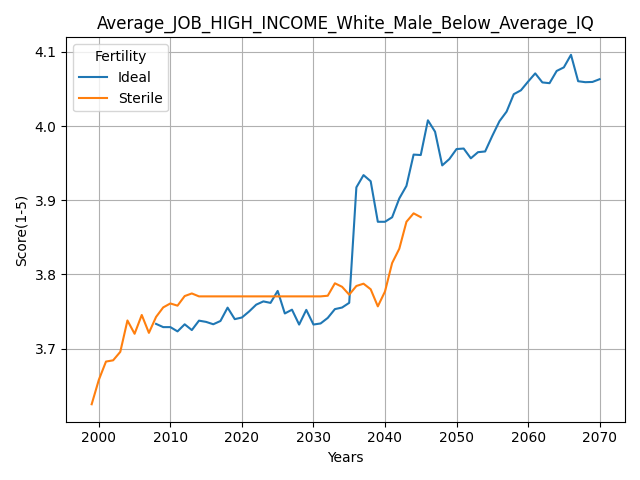 Average_JOB_HIGH_INCOME_White_Male_Below_Average_IQ
Fertility
Ideal
Sterile
Score(1-5)
4.1
4.0
3.9
3.8
3.7
2000 2010 2020 2030 2040 2050 2060 2070
Years